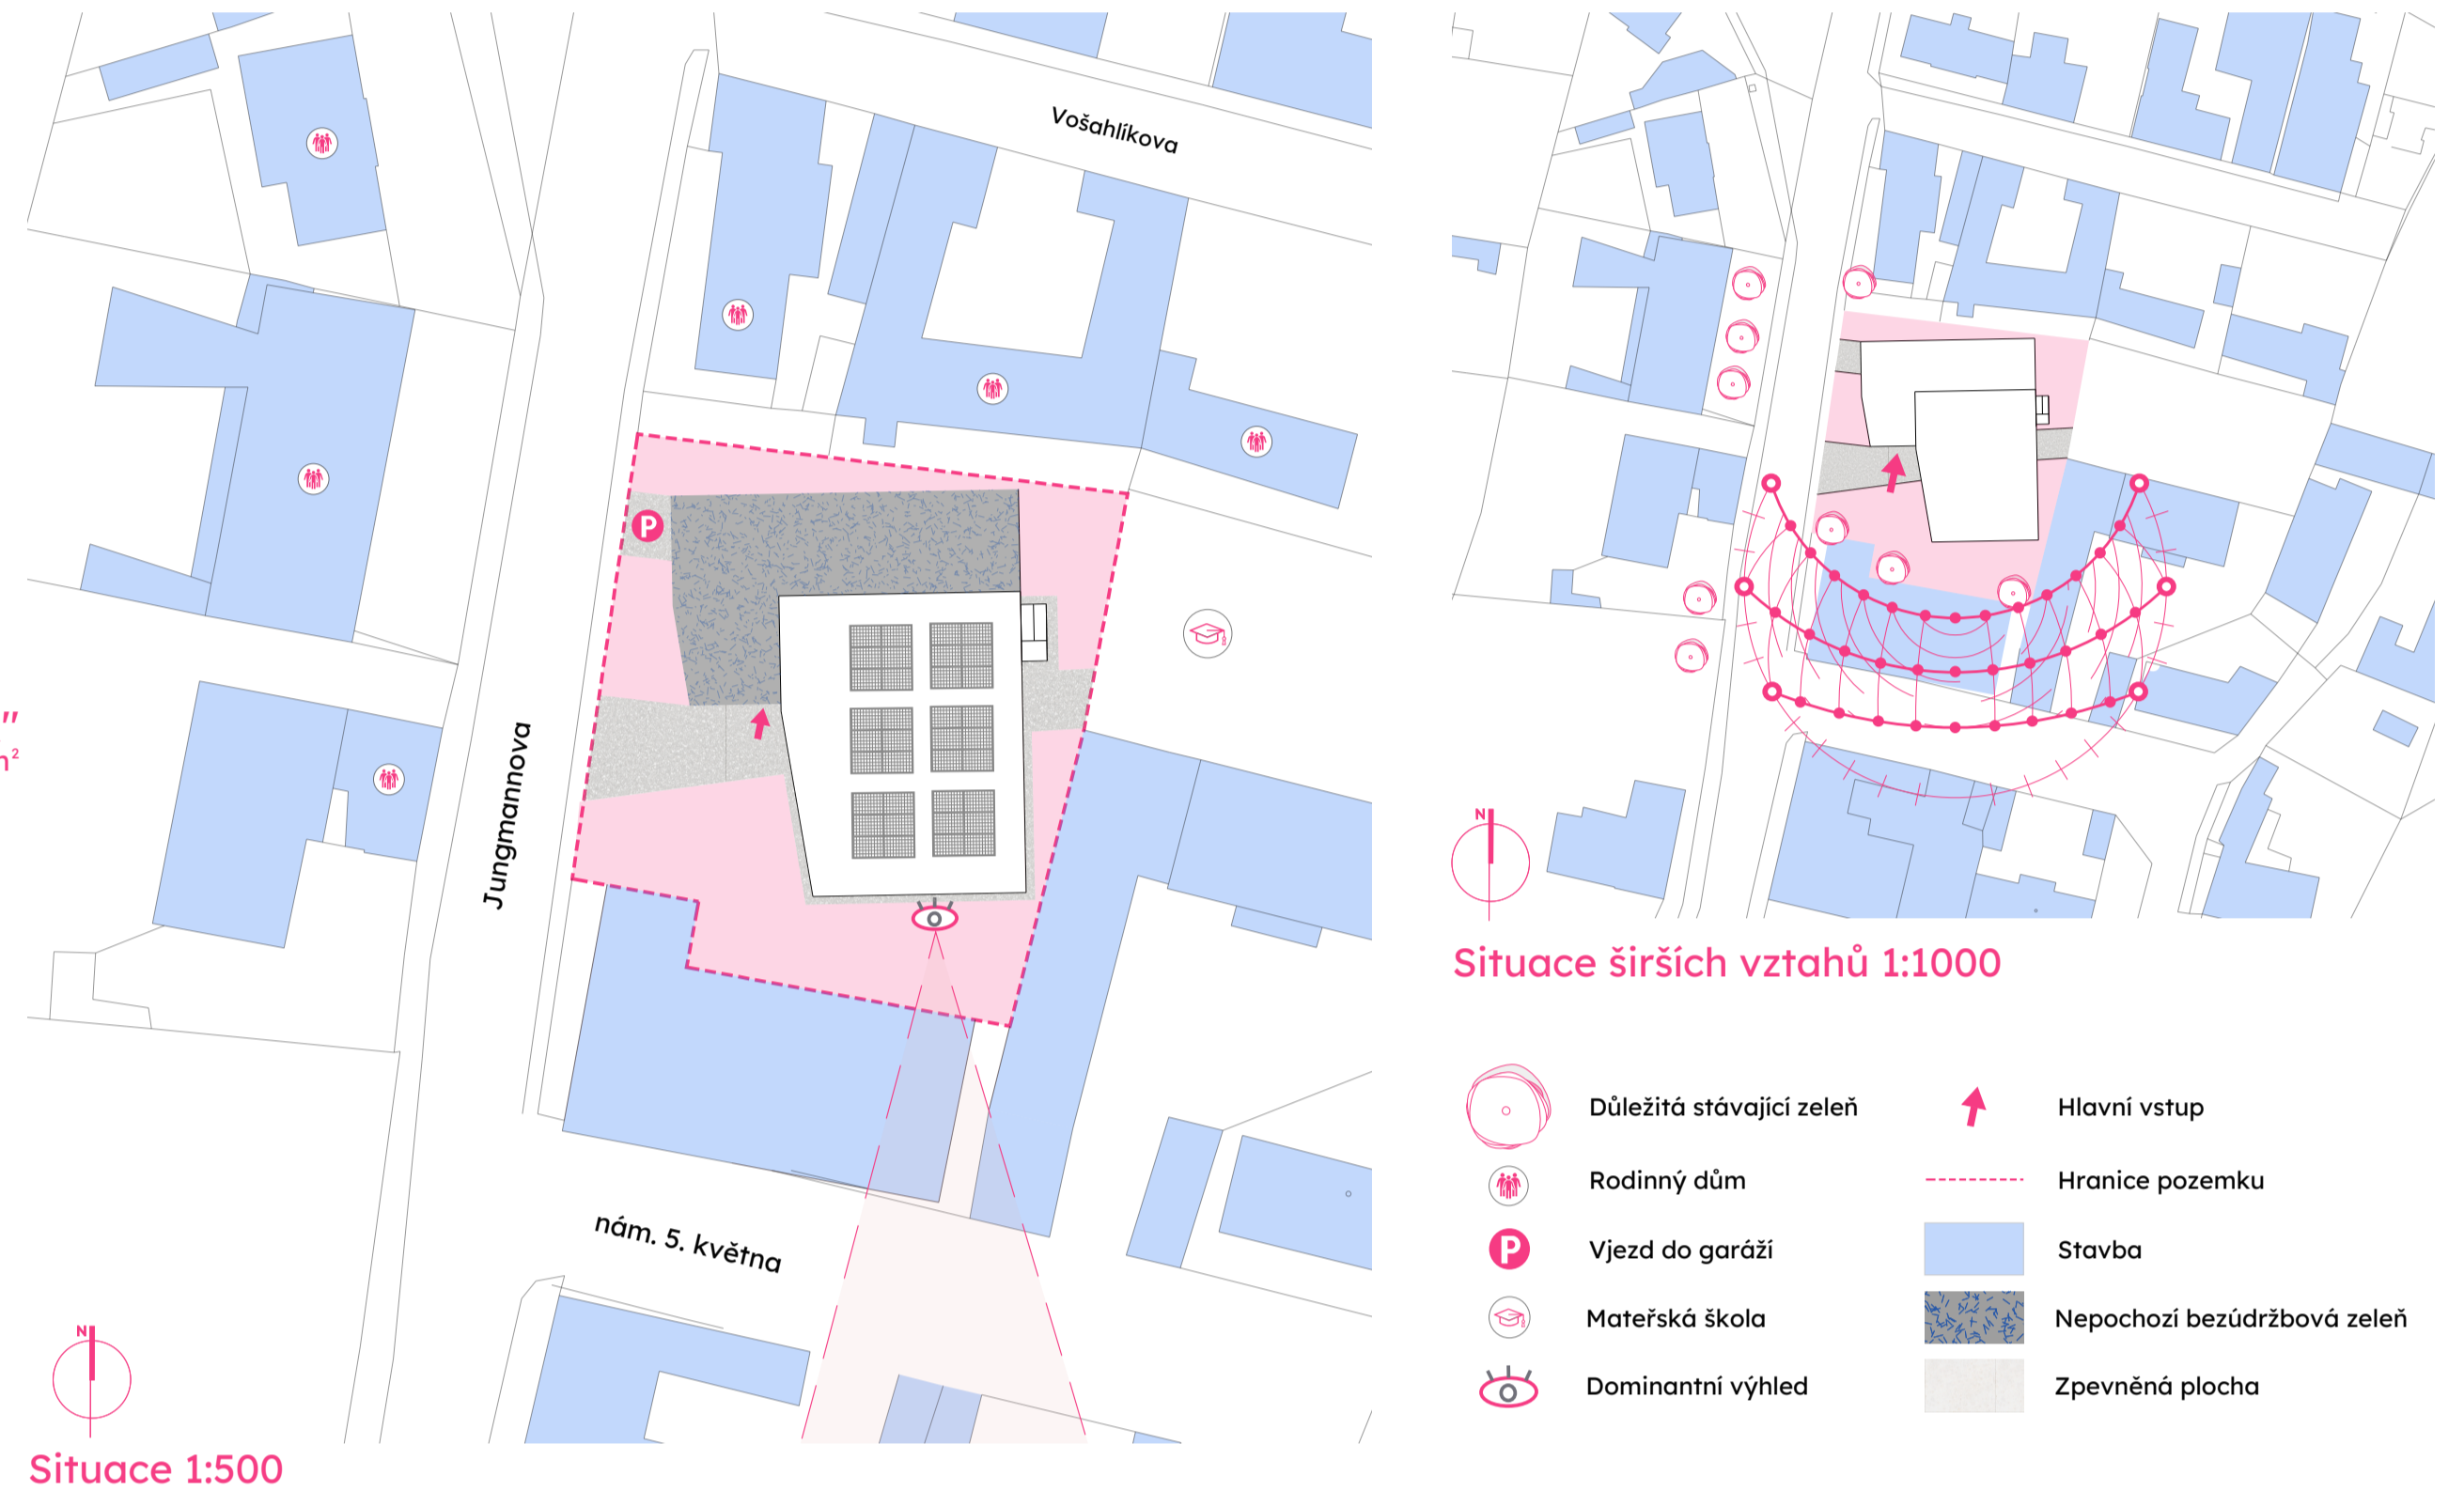 Vošahlíkova
P
"
m²
Jungmannova
nám. 5. května
N
Situace 1:500
N
Situace širších vztahů 1:1000
Důležitá stávající zeleň
Hlavní vstup
Rodinný dům
Hranice pozemku
P
Vjezd do garáží
Stavba
Mateřská škola
Nepochozí bezúdržbová zeleň
Dominantní výhled
Zpevněná plocha